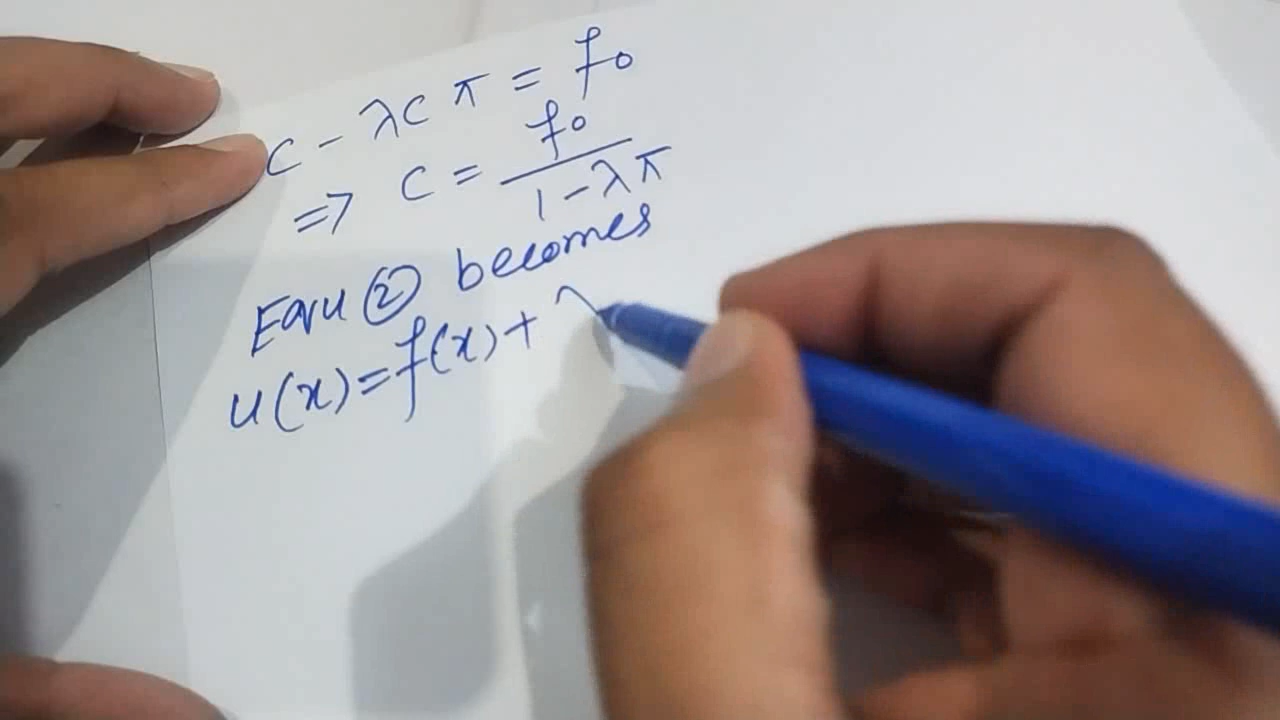 c - λc π = f₀
⇒ c = f₀ / (1 - λπ)
Equ ② becomes
u(x) = f(x) +